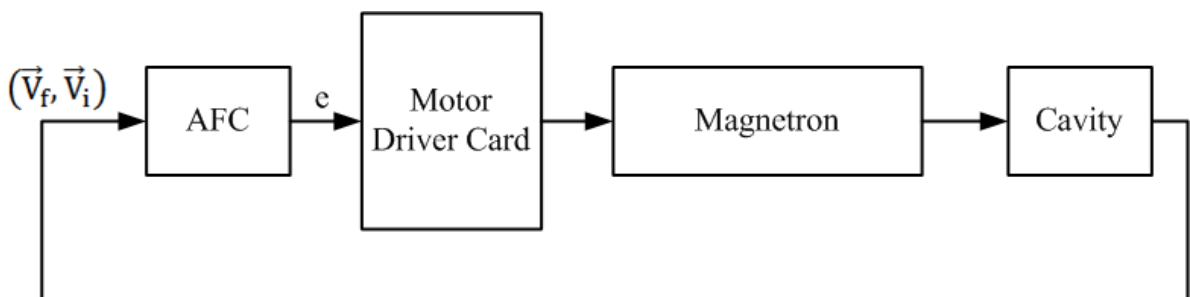 (V⃗f, V⃗i)
AFC
e
Motor
Driver Card
Magnetron
Cavity